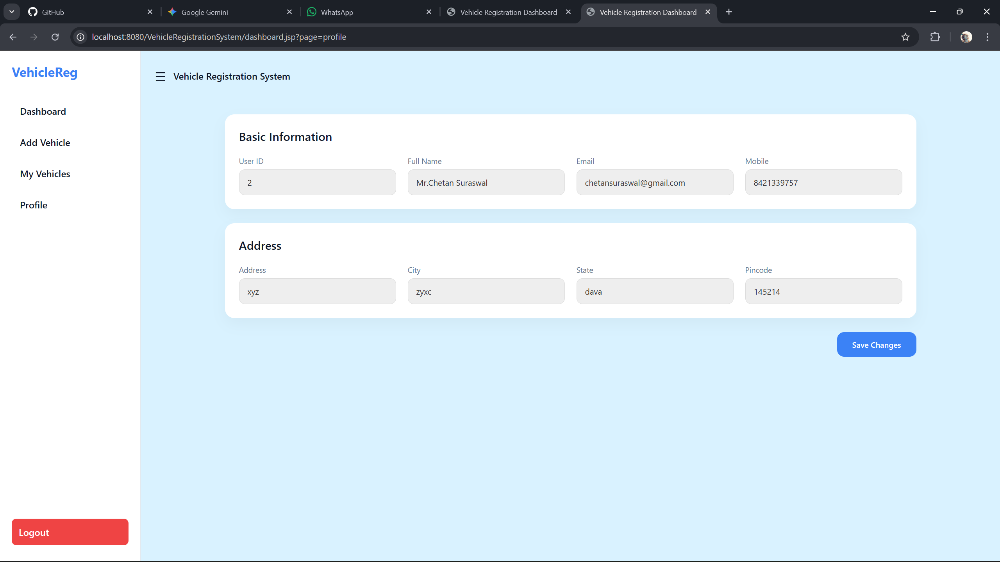 GitHub
Google Gemini
WhatsApp
Vehicle Registration Dashboard
Vehicle Registration Dashboard
localhost:8080/VehicleRegistrationSystem/dashboard.jsp?page=profile
VehicleReg
Dashboard
Add Vehicle
My Vehicles
Profile
Logout
Vehicle Registration System
Basic Information
User ID Full Name Email Mobile
2 Mr.Chetan Suraswal chetansuraswal@gmail.com 8421339757
Address
Address City State Pincode
xyz zyxc dava 145214
Save Changes